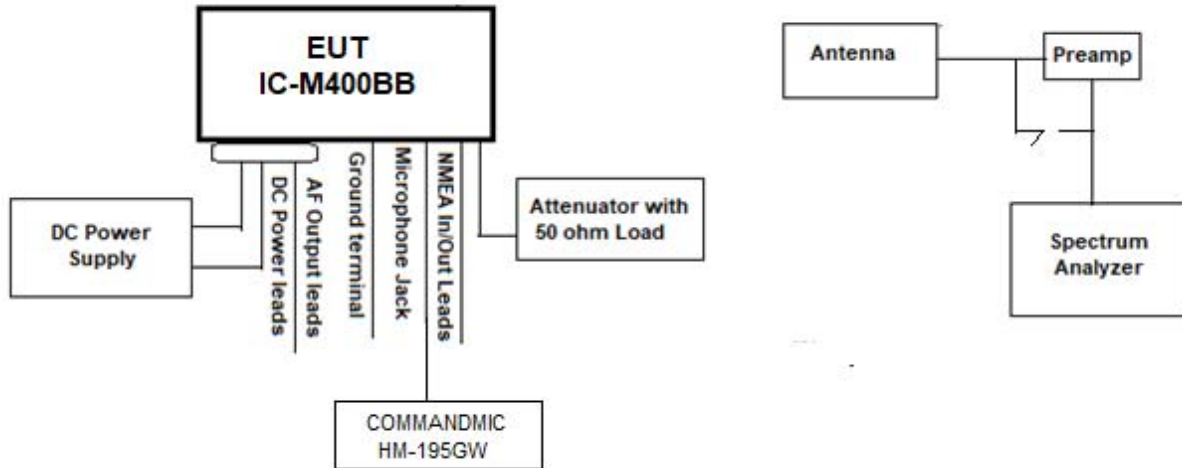 EUT
IC-M400BB
DC Power
Supply
DC Power leads
AF Output leads
Ground terminal
Microphone Jack
NMEA In/Out Leads
Attenuator with
50 ohm Load
COMMANDMIC
HM-195GW
Antenna
Preamp
Spectrum
Analyzer